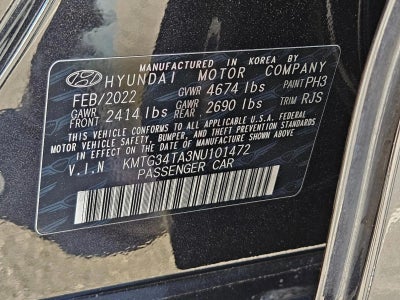 MANUFACTURED IN KOREA BY
HYUNDAI MOTOR COMPANY
FEB/2022 GVWR 4674 lbs PAINT PH3
GAWR FRONT 2414 lbs GAWR REAR 2690 lbs TRIM RJS
THIS VEHICLE CONFORMS TO ALL APPLICABLE U.S.A. FEDERAL
MOTOR VEHICLE SAFETY, BUMPER, AND THEFT PREVENTION STANDARDS
IN EFFECT ON THE DATE OF MANUFACTURE SHOWN ABOVE.
V.I.N KMTG34TA3NU101472
PASSENGER CAR